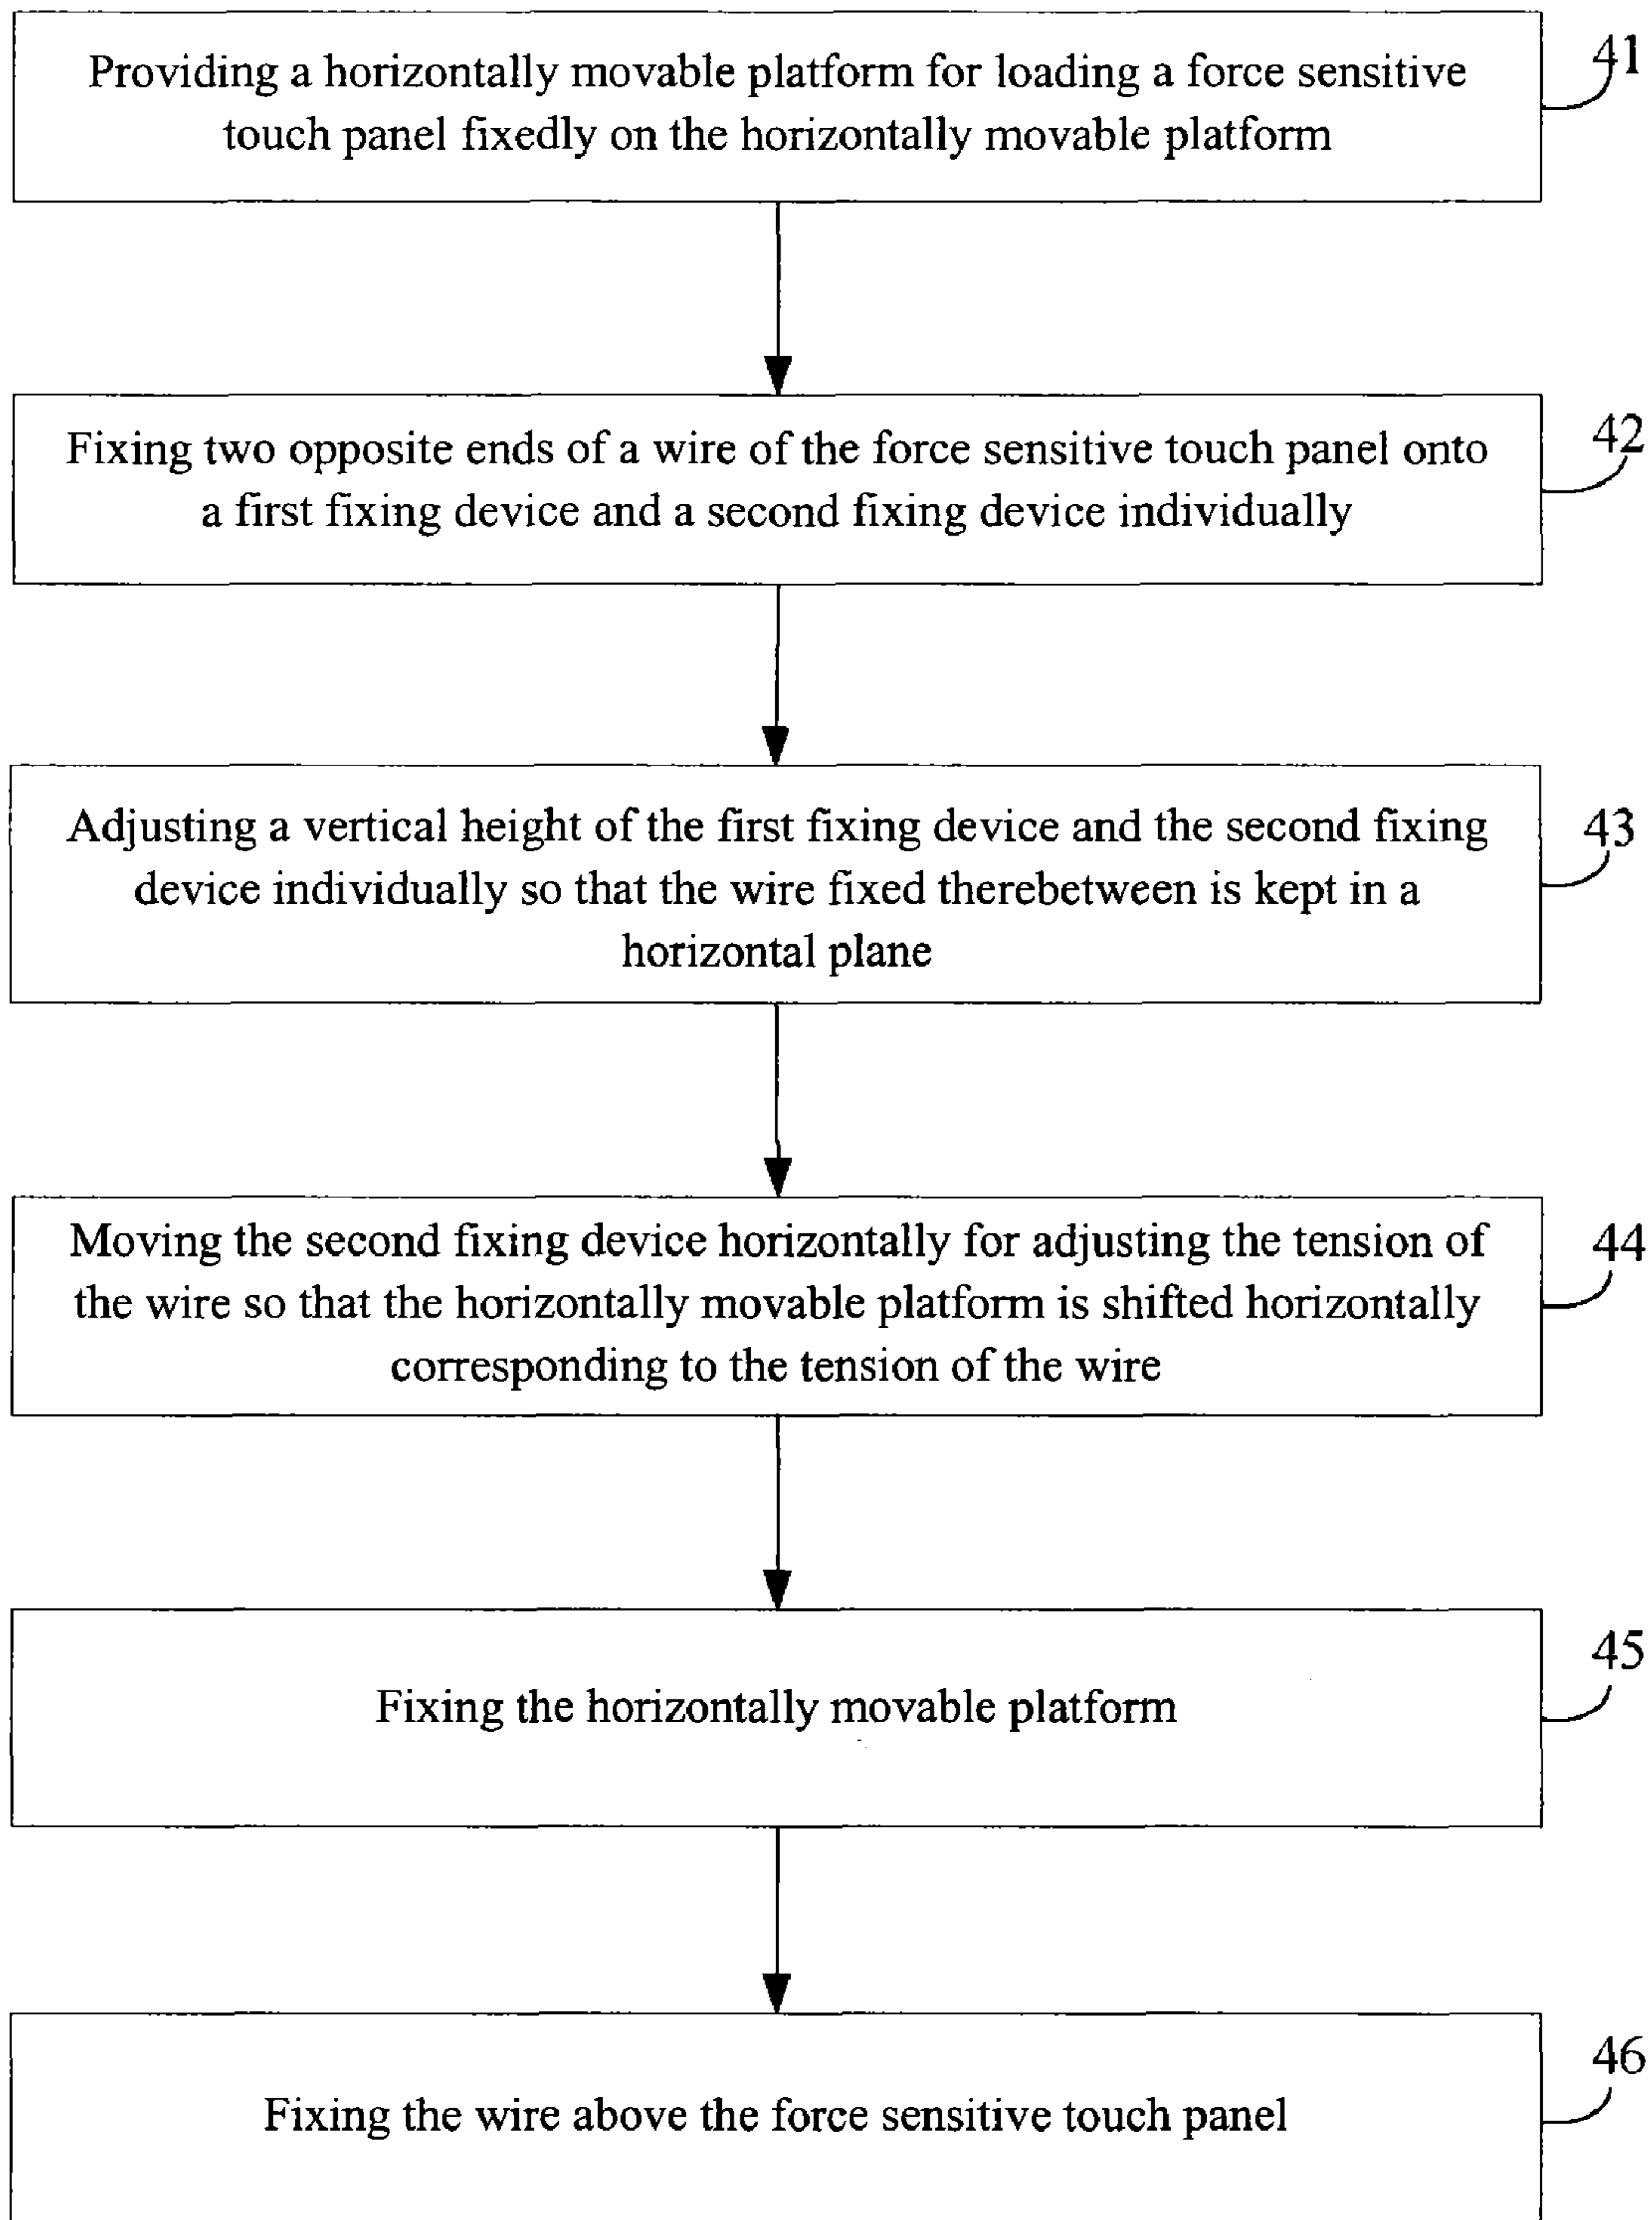 Providing a horizontally movable platform for loading a force sensitive
touch panel fixedly on the horizontally movable platform
41
Fixing two opposite ends of a wire of the force sensitive touch panel onto
a first fixing device and a second fixing device individually
42
Adjusting a vertical height of the first fixing device and the second fixing
device individually so that the wire fixed therebetween is kept in a
horizontal plane
43
Moving the second fixing device horizontally for adjusting the tension of
the wire so that the horizontally movable platform is shifted horizontally
corresponding to the tension of the wire
44
Fixing the horizontally movable platform
45
Fixing the wire above the force sensitive touch panel
46